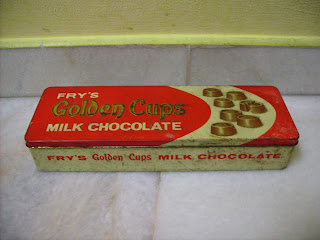 FRY'S
Golden Cups
MILK CHOCOLATE
FRY'S Golden Cups MILK CHOCOLATE